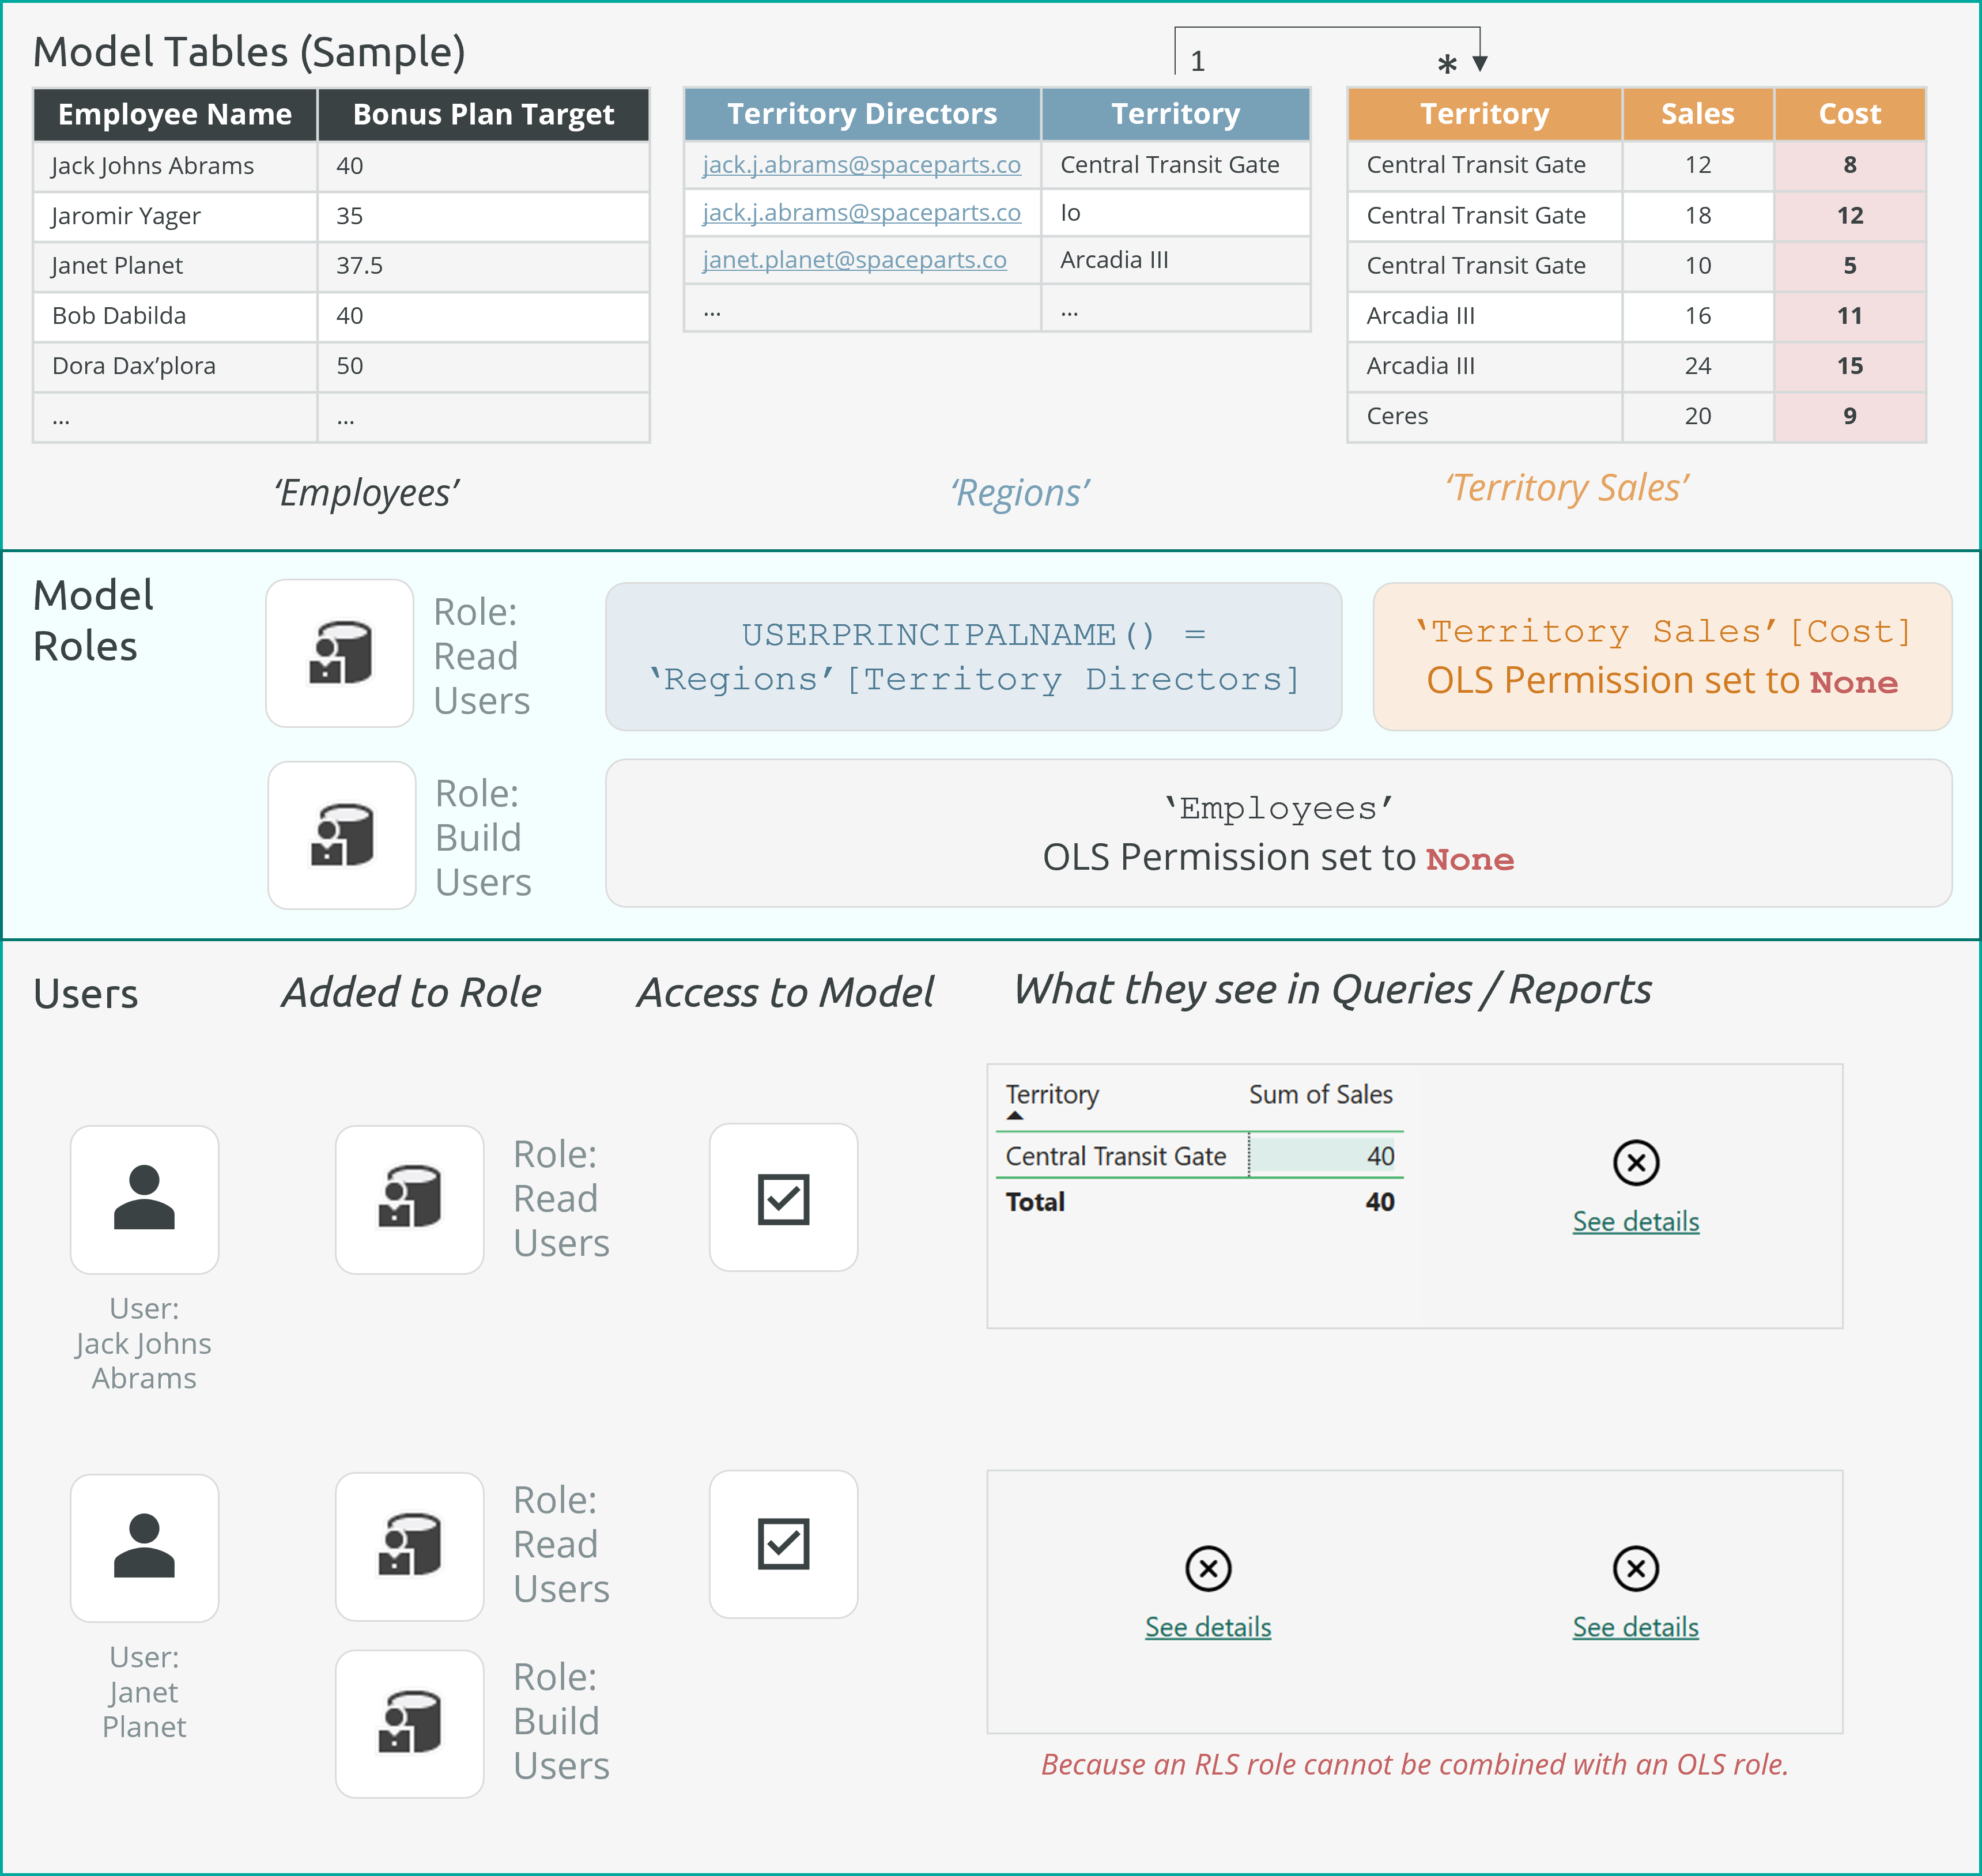 Model Tables (Sample)
1
*
Employee Name Bonus Plan Target
Jack Johns Abrams 40
Jaromir Yager 35
Janet Planet 37.5
Bob Dabilda 40
Dora Dax’plora 50
... ...
‘Employees’
Territory Directors Territory
jack.j.abrams@spaceparts.co Central Transit Gate
jack.j.abrams@spaceparts.co Io
janet.planet@spaceparts.co Arcadia III
... ...
‘Regions’
Territory Sales Cost
Central Transit Gate 12 8
Central Transit Gate 18 12
Central Transit Gate 10 5
Arcadia III 16 11
Arcadia III 24 15
Ceres 20 9
‘Territory Sales’
Model
Roles
Role:
Read
Users
USERPRINCIPALNAME() =
‘Regions’[Territory Directors]
‘Territory Sales’[Cost]
OLS Permission set to None
Role:
Build
Users
‘Employees’
OLS Permission set to None
Users Added to Role Access to Model What they see in Queries / Reports
User:
Jack Johns
Abrams
Role:
Read
Users
Territory Sum of Sales
Central Transit Gate 40
Total 40
See details
User:
Janet
Planet
Role:
Read
Users
Role:
Build
Users
See details
See details
Because an RLS role cannot be combined with an OLS role.